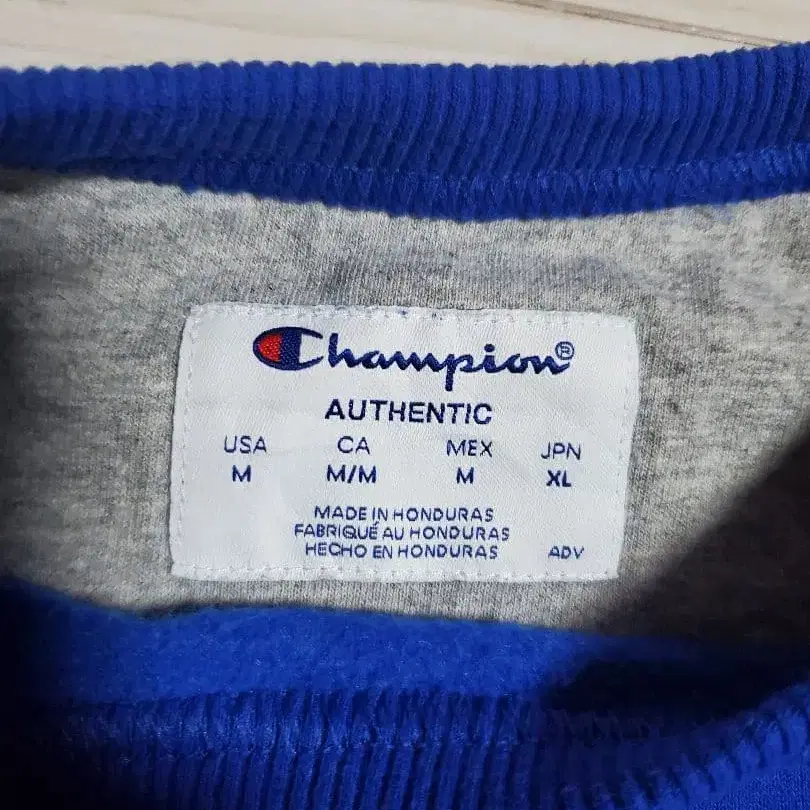 Champion®
AUTHENTIC
USA CA MEX JPN
M M/M M XL
MADE IN HONDURAS
FABRIQUÉ AU HONDURAS
HECHO EN HONDURAS ADV